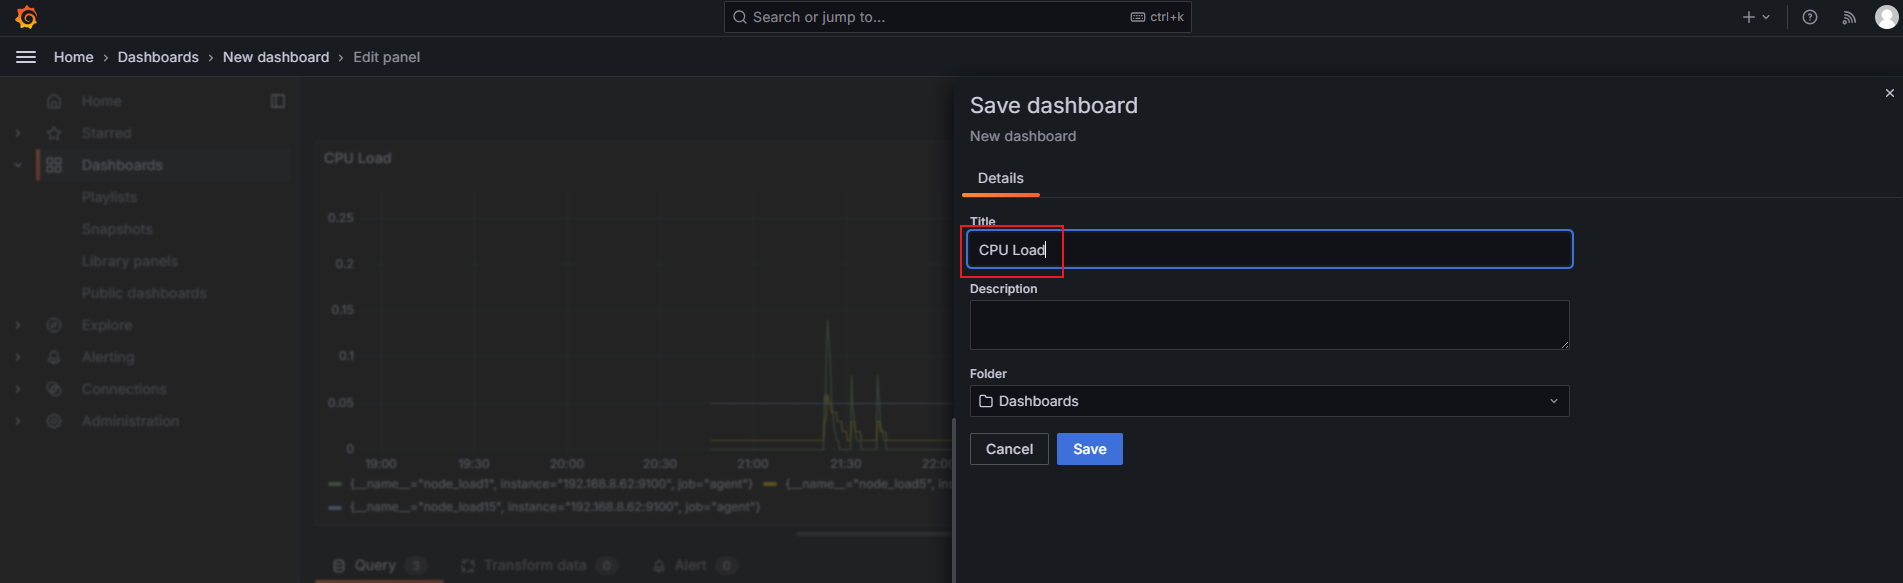 Search or jump to...
ctrl+k
Home › Dashboards › New dashboard › Edit panel
Home
Starred
Dashboards
Playlists
Snapshots
Library panels
Public dashboards
Explore
Alerting
Connections
Administration
CPU Load
0.25
0.2
0.15
0.1
0.05
0
19:00 19:30 20:00 20:30 21:00 21:30 22:00
{__name__="node_load1", instance="192.168.8.62:9100", job="agent"} {__name__="node_load5", ins
{__name__="node_load15", instance="192.168.8.62:9100", job="agent"}
Query 3 Transform data 0 Alert 0
Save dashboard
New dashboard
Details
Title
CPU Load
Description
Folder
Dashboards
Cancel Save